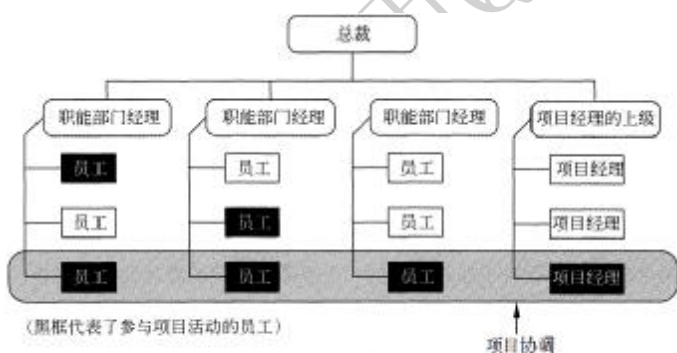 总裁
职能部门经理 职能部门经理 职能部门经理 项目经理的上级
员工 员工 员工 项目经理
员工 员工 员工 项目经理
员工 员工 员工 项目经理
(黑框代表了参与项目活动的员工)
项目协调